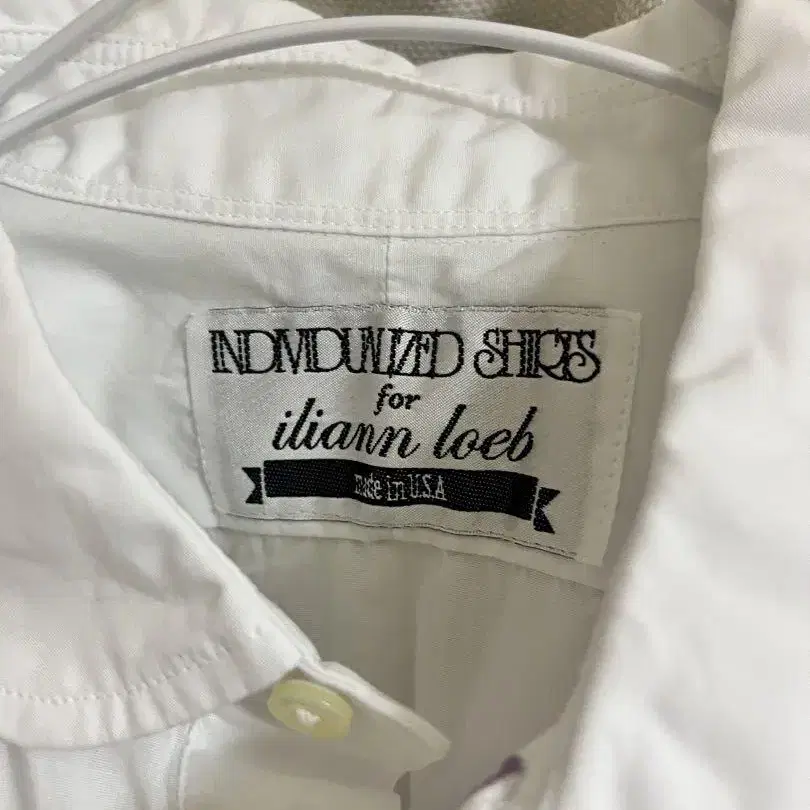 INDIVIDUALIZED SHIRTS
for
iliann loeb
made in U.S.A